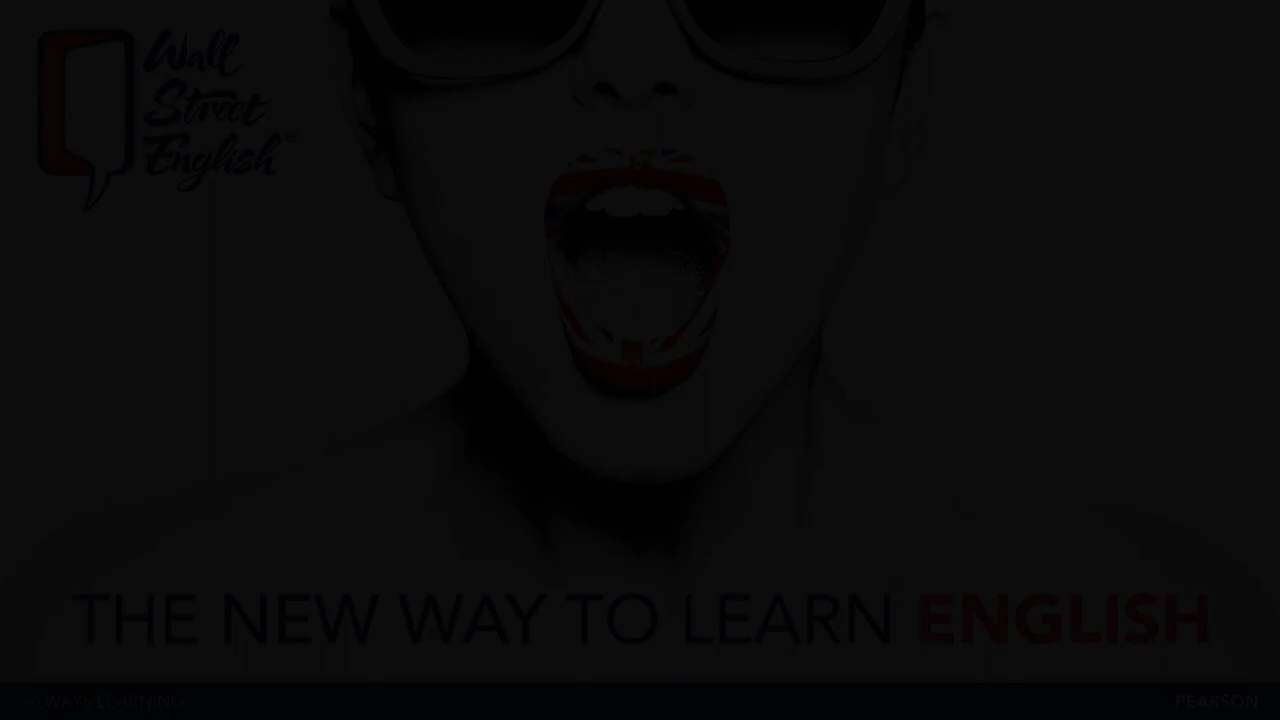 Wall
Street
English®
THE NEW WAY TO LEARN ENGLISH
ALWAYS LEARNING
PEARSON